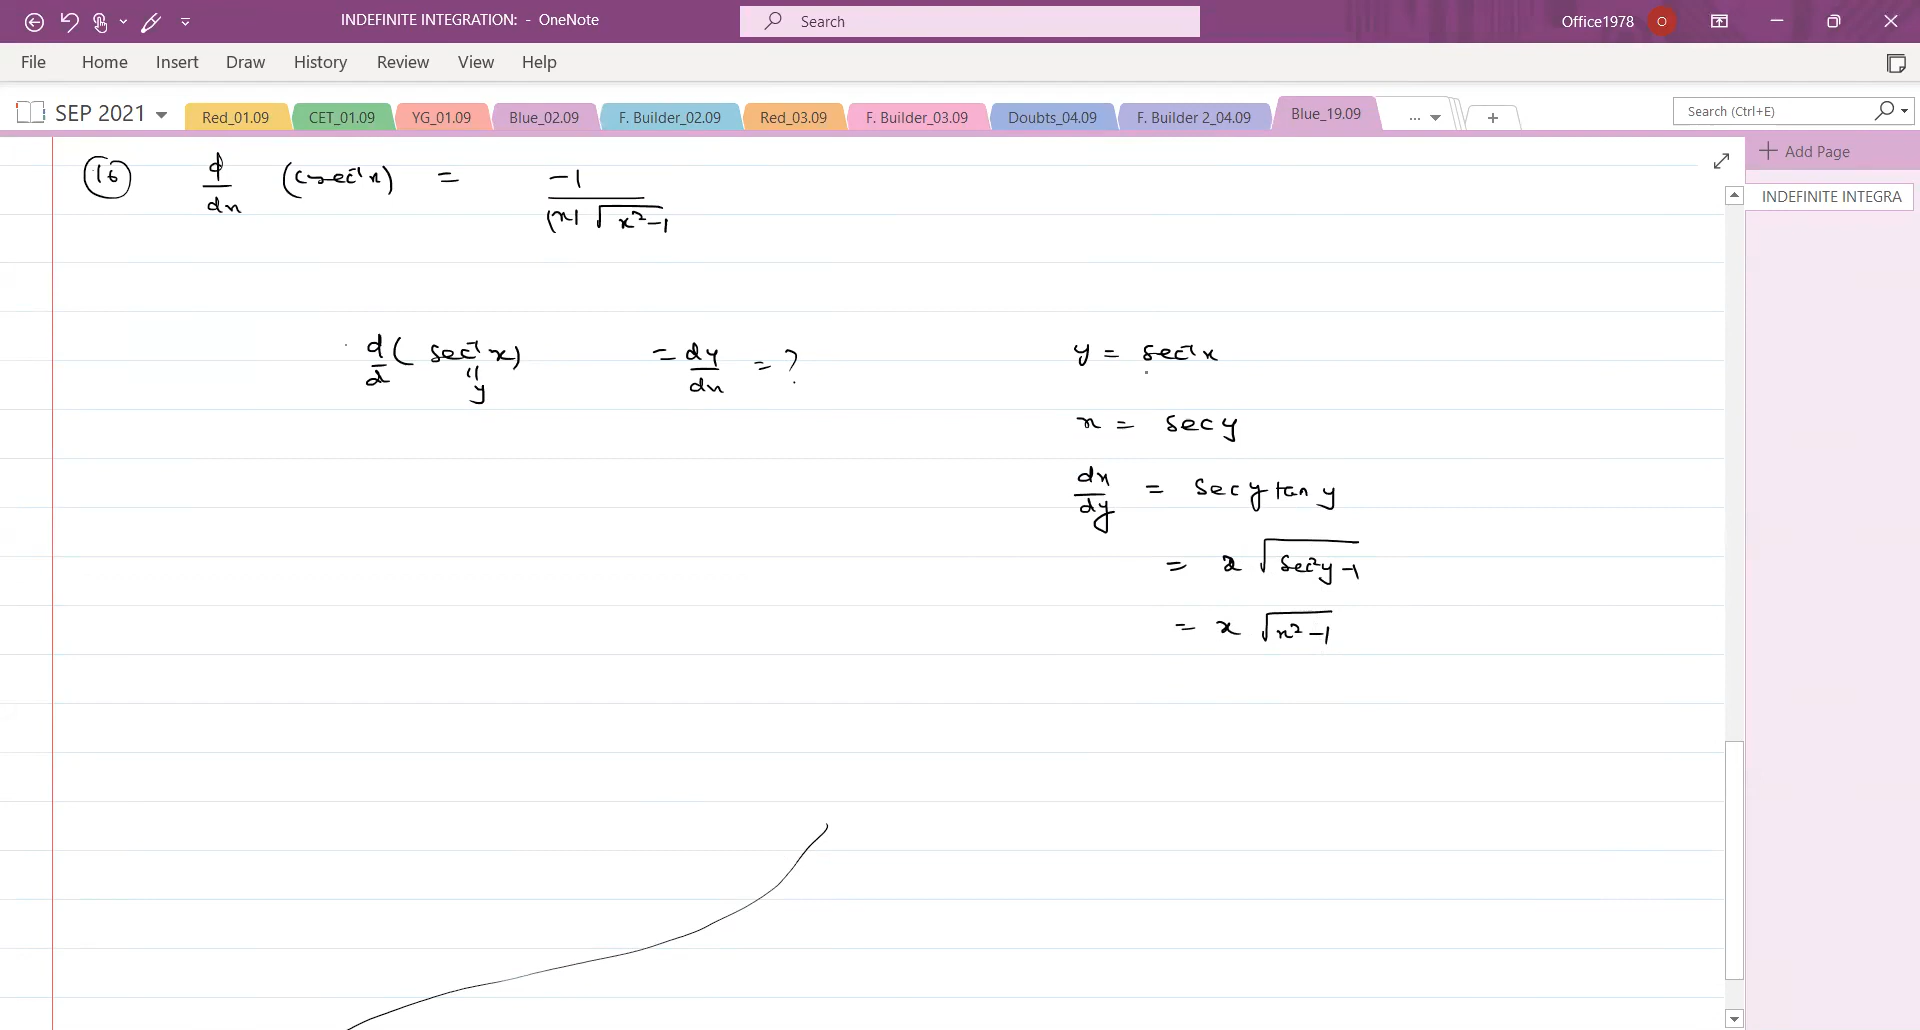 INDEFINITE INTEGRATION: - OneNote
Search
Office1978
O
File Home Insert Draw History Review View Help
SEP 2021
Red_01.09
CET_01.09
YG_01.09
Blue_02.09
F. Builder_02.09
Red_03.09
F. Builder_03.09
Doubts_04.09
F. Builder 2_04.09
Blue_19.09
...
+
Search (Ctrl+E)
Add Page
INDEFINITE INTEGRA
(16) d/dx (cosec⁻¹x) = -1/(|x| √(x²-1))
d/d (sec⁻¹x) = dy/dx = ?
"
y
y = sec⁻¹x
x = sec y
dx/dy = sec y tan y
= x √(sec²y -1)
= x √(x² -1)